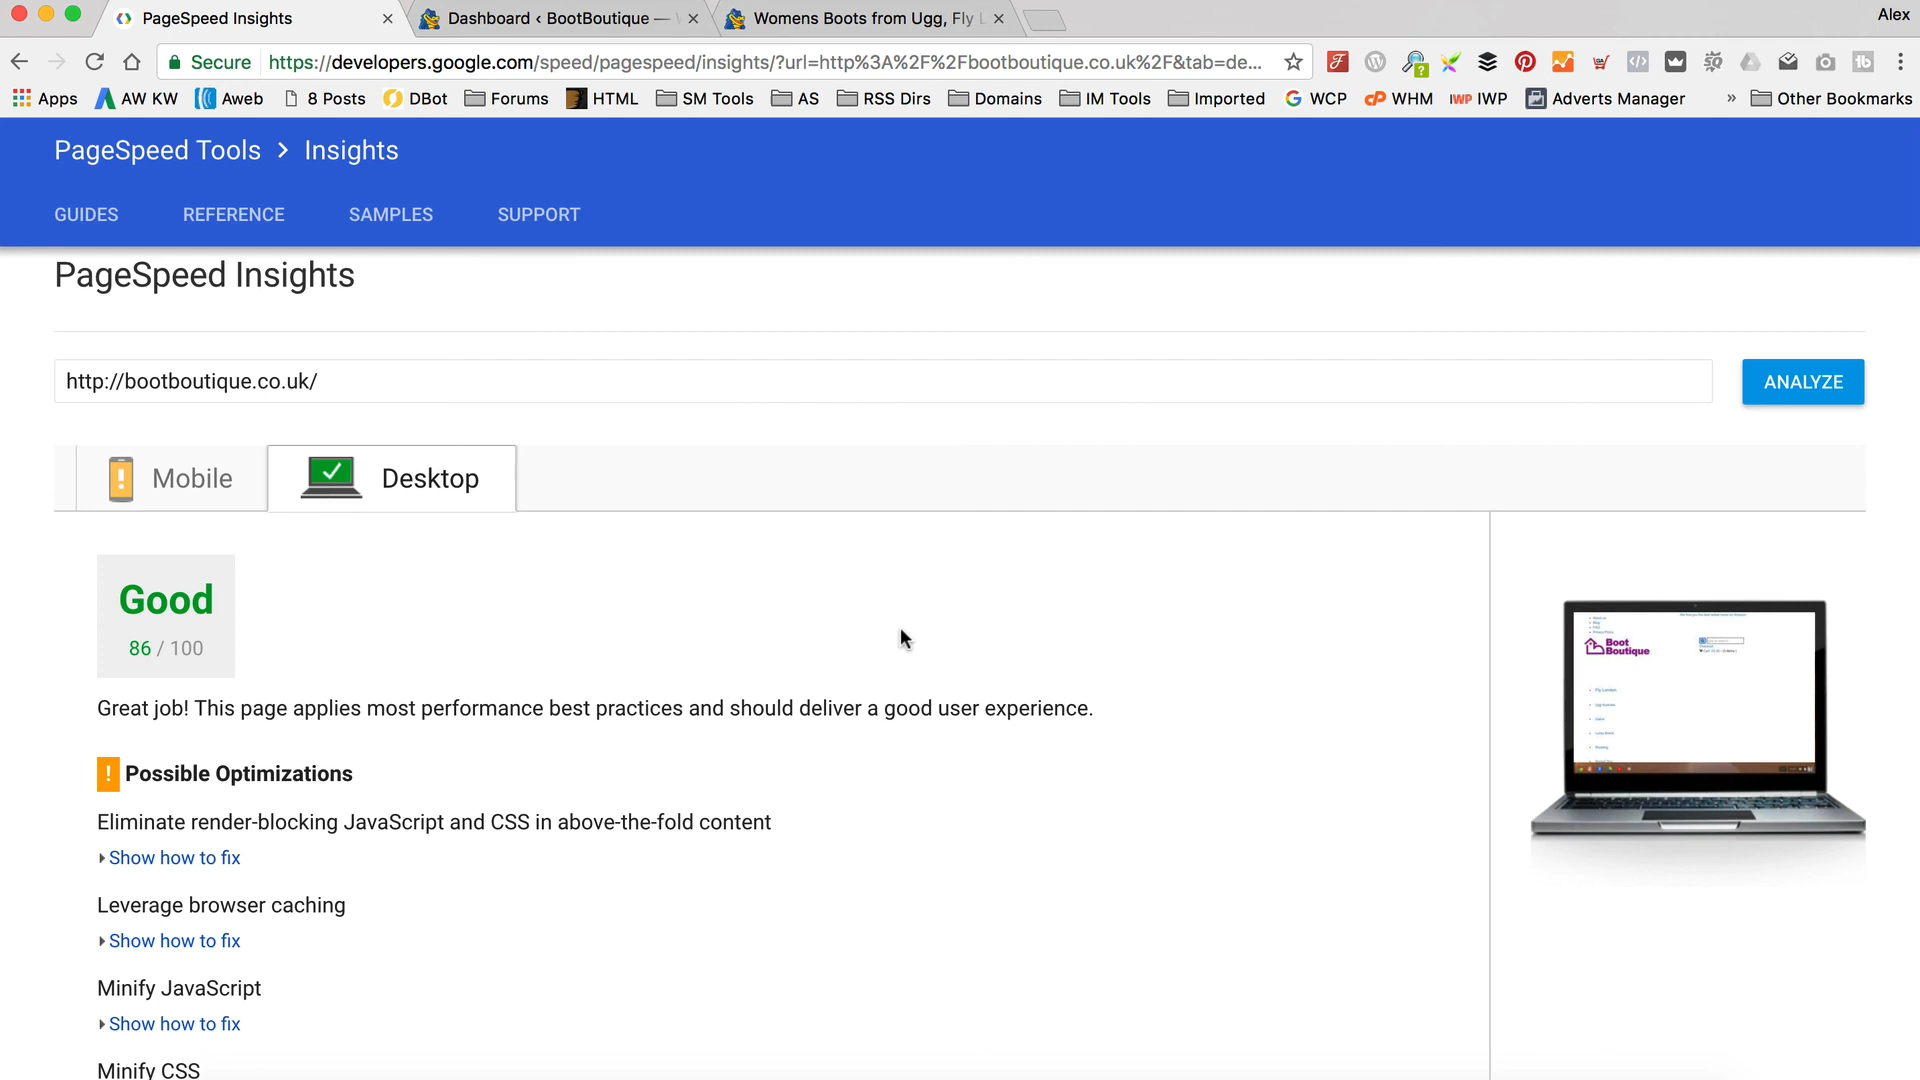 PageSpeed Insights
Dashboard ‹ BootBoutique —
Womens Boots from Ugg, Fly L
Alex
Secure
https://developers.google.com/speed/pagespeed/insights/?url=http%3A%2F%2Fbootboutique.co.uk%2F&tab=de...
Apps
AW KW
Aweb
8 Posts
DBot
Forums
HTML
SM Tools
AS
RSS Dirs
Domains
IM Tools
Imported
WCP
WHM
IWP IWP
Adverts Manager
»
Other Bookmarks
PageSpeed Tools > Insights
GUIDES
REFERENCE
SAMPLES
SUPPORT
PageSpeed Insights
http://bootboutique.co.uk/
ANALYZE
Mobile
Desktop
Good
86 / 100
Great job! This page applies most performance best practices and should deliver a good user experience.
! Possible Optimizations
Eliminate render-blocking JavaScript and CSS in above-the-fold content
Show how to fix
Leverage browser caching
Show how to fix
Minify JavaScript
Show how to fix
Minify CSS
Boot
Boutique